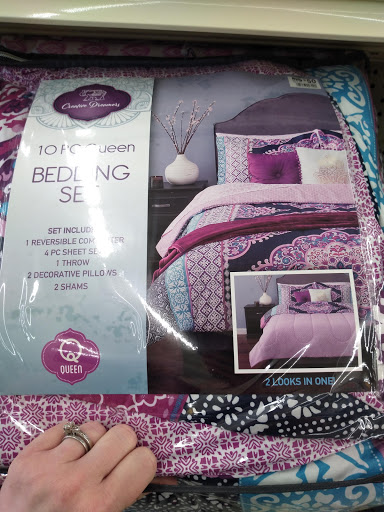 Creative Dreamers
10 PC Queen
BEDDING
SET
SET INCLUDES
1 REVERSIBLE COMFORTER
4 PC SHEET SET
1 THROW
2 DECORATIVE PILLOWS
2 SHAMS
Q
QUEEN
2 LOOKS IN ONE!